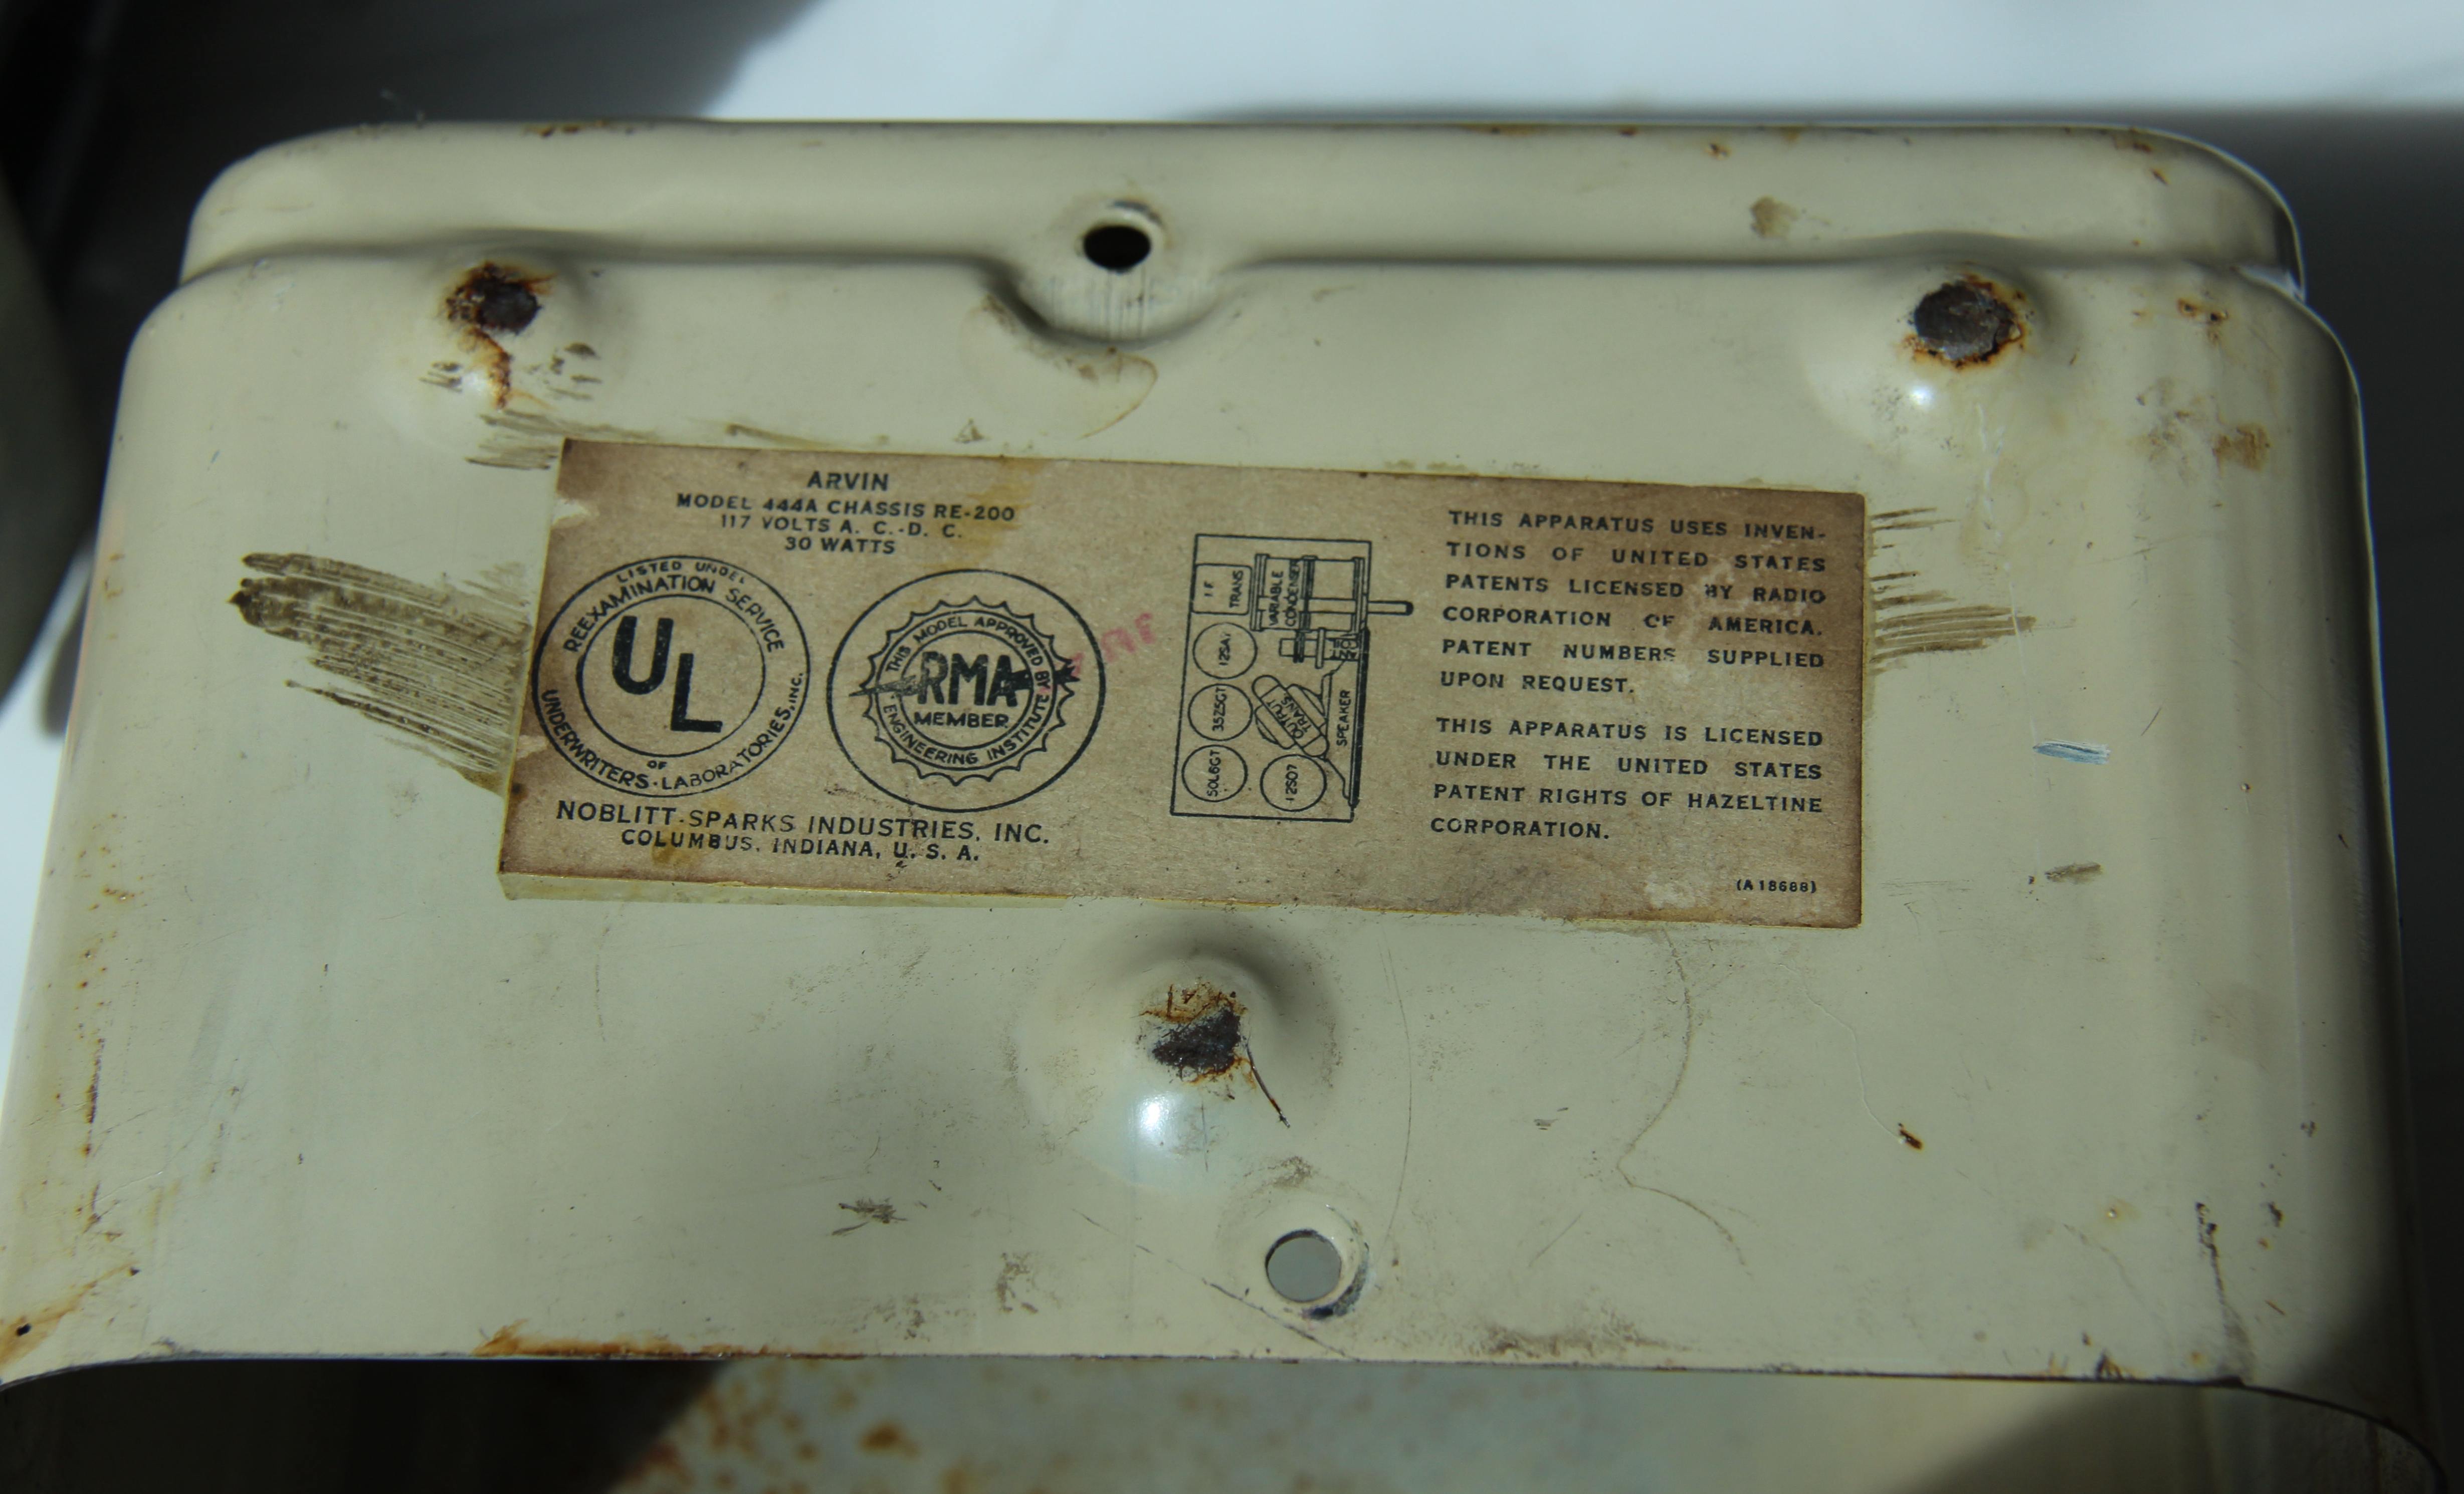 ARVIN
MODEL 444A CHASSIS RE-200
117 VOLTS A. C.-D. C.
30 WATTS
LISTED UNDER
REEXAMINATION SERVICE
UL
OF
UNDERWRITERS·LABORATORIES, INC.
THIS MODEL APPROVED BY
RMA
MEMBER
ENGINEERING INSTITUTE
NOBLITT-SPARKS INDUSTRIES, INC.
COLUMBUS, INDIANA, U. S. A.
I F
TRANS
VARIABLE
CONDENSER
12SA7
35Z5GT
50L6GT
12SQ7
OUTPUT
TRANS
SPEAKER
THIS APPARATUS USES INVEN-
TIONS OF UNITED STATES
PATENTS LICENSED BY RADIO
CORPORATION OF AMERICA.
PATENT NUMBERS SUPPLIED
UPON REQUEST.
THIS APPARATUS IS LICENSED
UNDER THE UNITED STATES
PATENT RIGHTS OF HAZELTINE
CORPORATION.
(A18688)